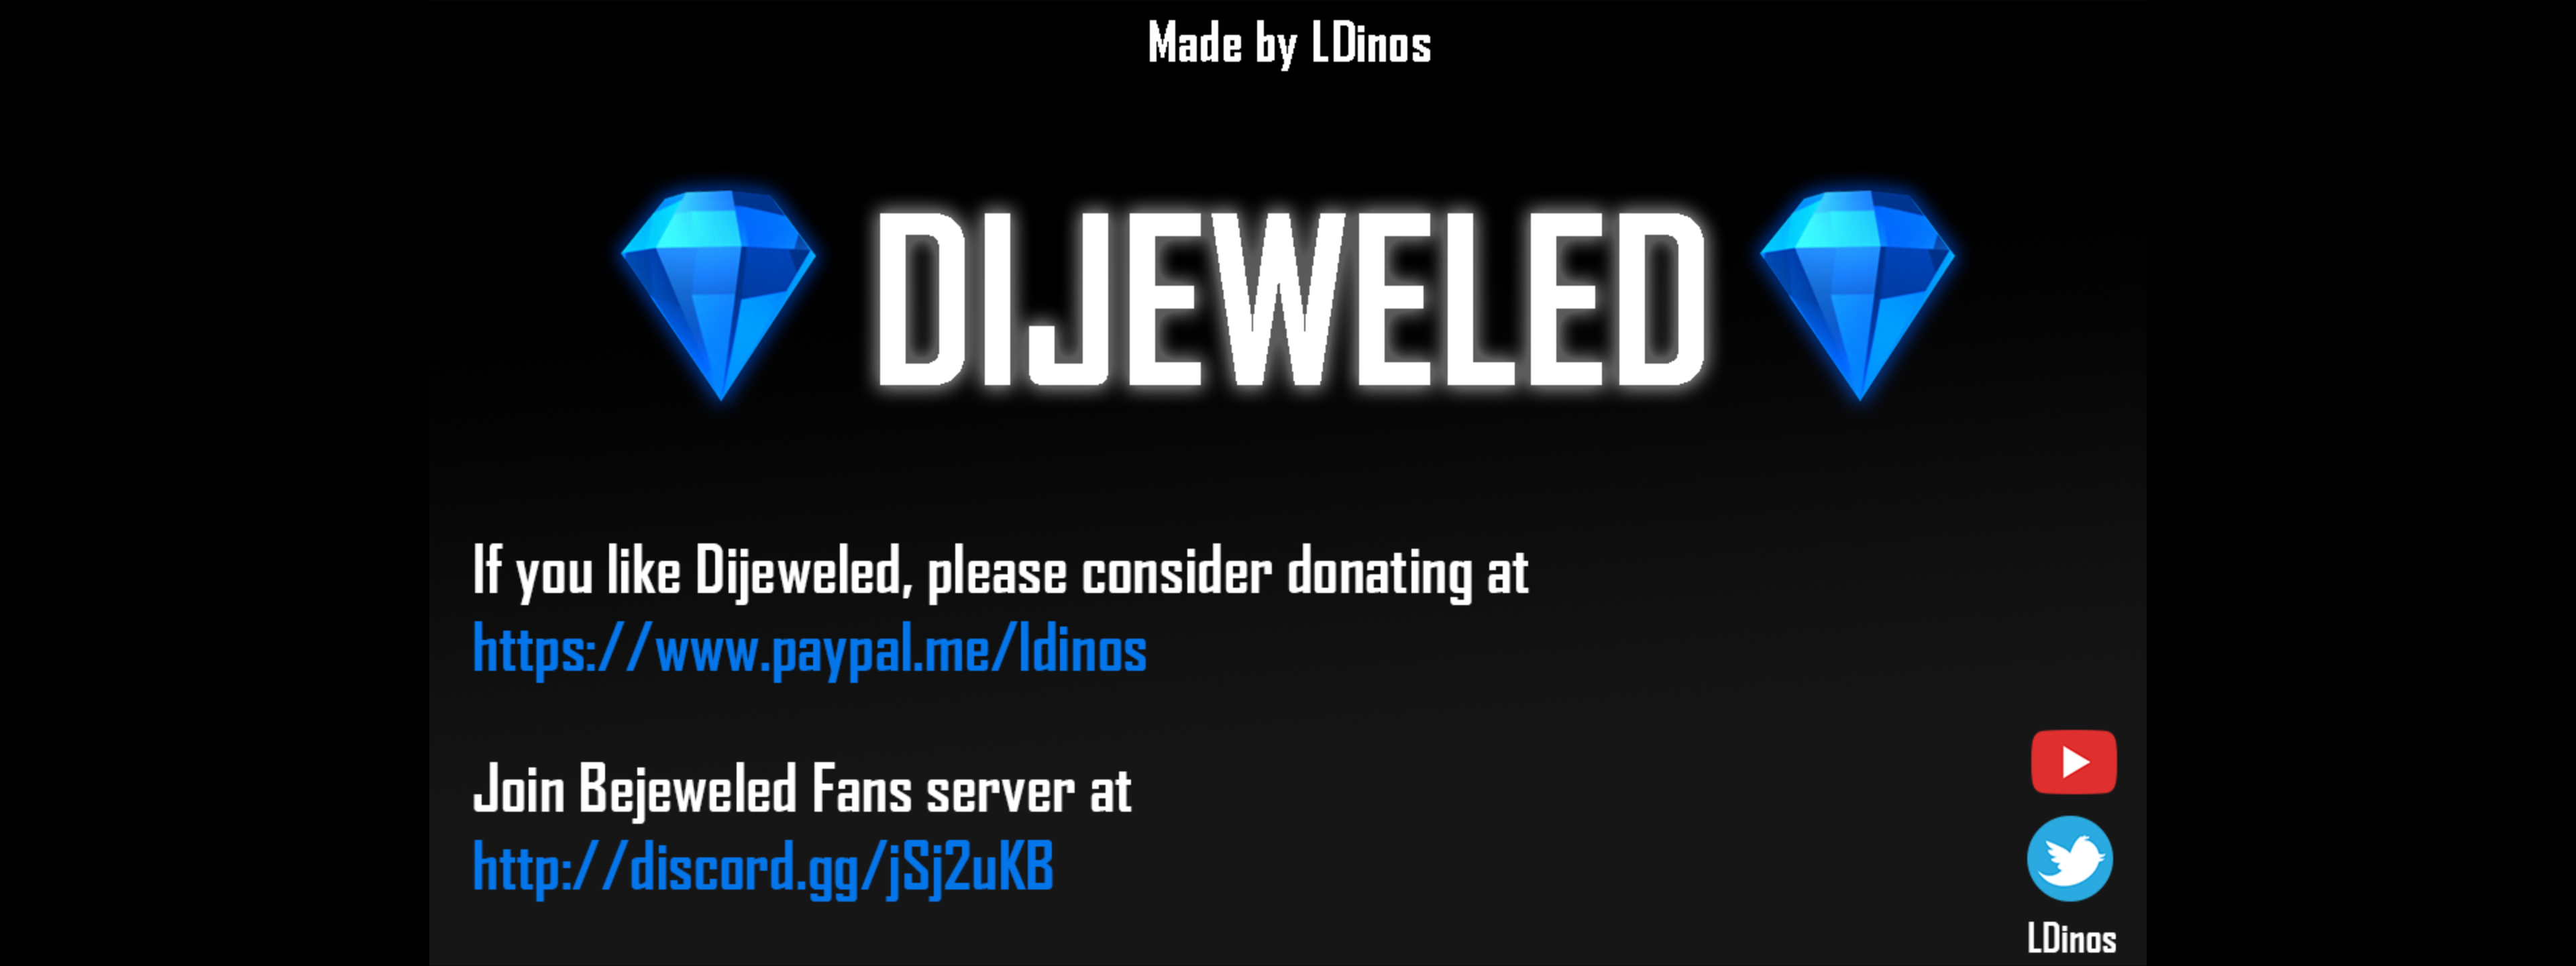 Made by LDinos
DIJEWELED
If you like Dijeweled, please consider donating at
https://www.paypal.me/ldinos
Join Bejeweled Fans server at
http://discord.gg/jSj2uKB
LDinos